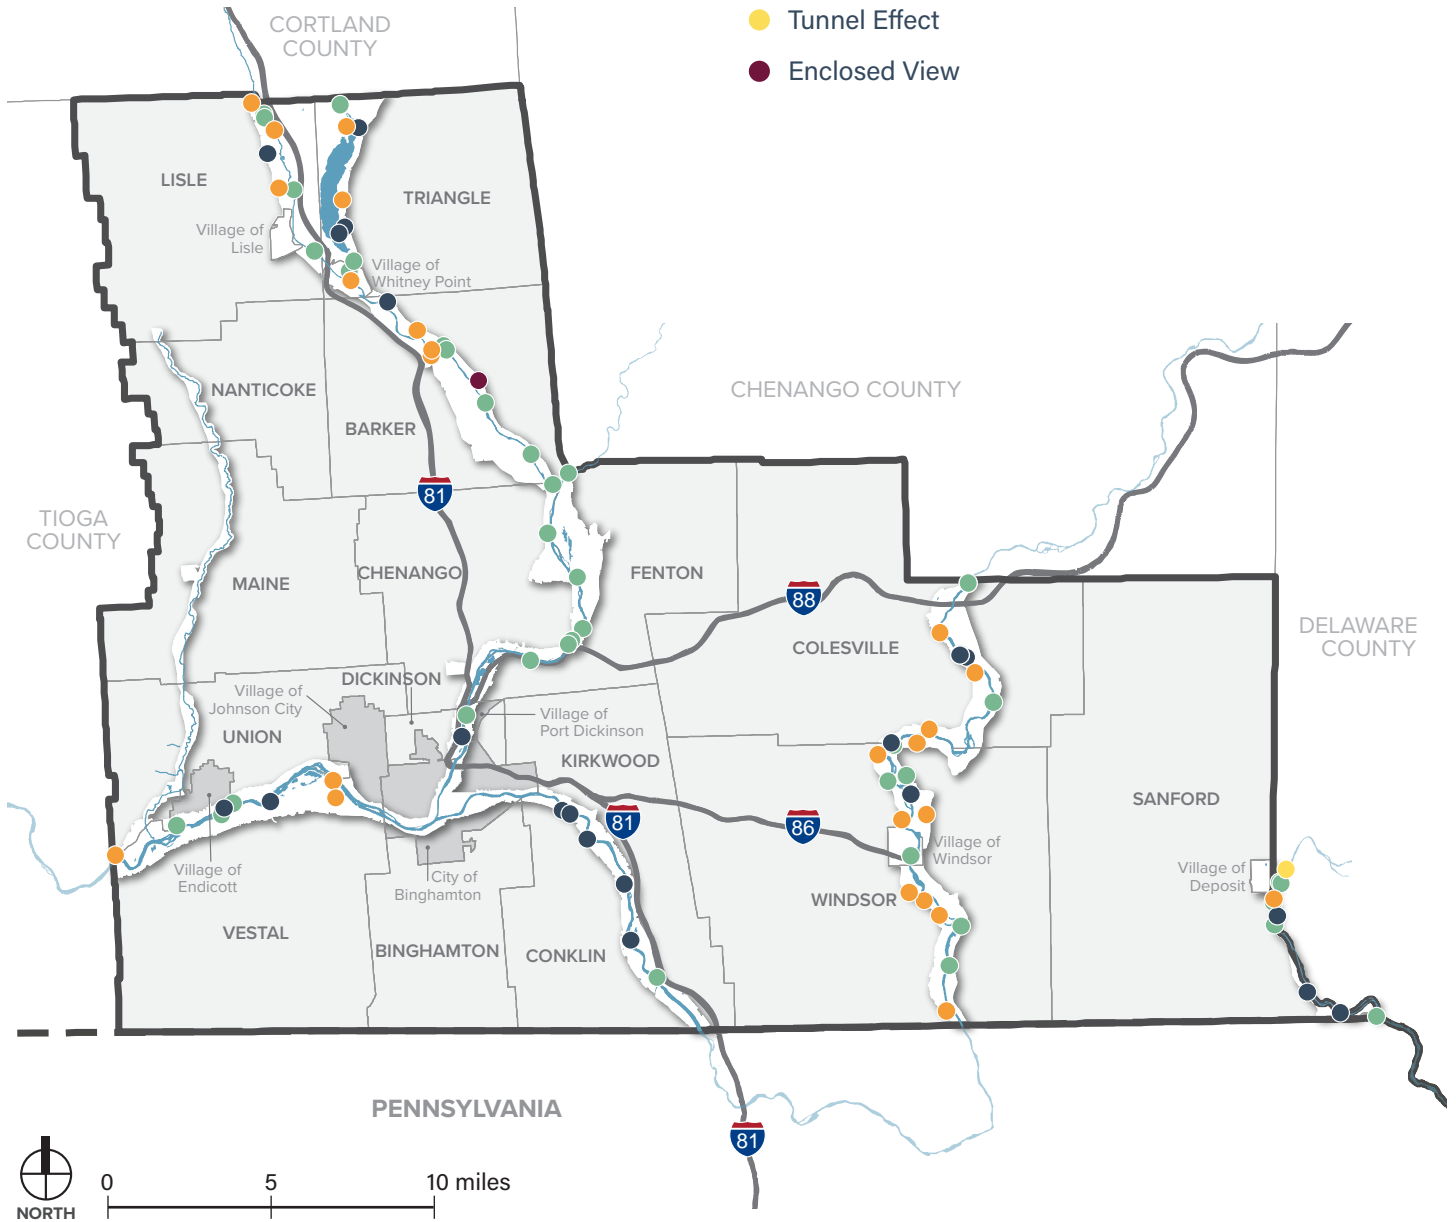 CORTLAND
COUNTY
Tunnel Effect
Enclosed View
LISLE
TRIANGLE
Village of
Lisle
Village of
Whitney Point
NANTICOKE
BARKER
CHENANGO COUNTY
81
TIOGA
COUNTY
MAINE
CHENANGO
FENTON
88
COLESVILLE
DELAWARE
COUNTY
DICKINSON
Village of
Johnson City
UNION
Village of
Port Dickinson
KIRKWOOD
SANFORD
81
86
Village of
Windsor
Village of
Endicott
City of
Binghamton
Village of
Deposit
WINDSOR
VESTAL
BINGHAMTON
CONKLIN
PENNSYLVANIA
81
0
5
10 miles
NORTH